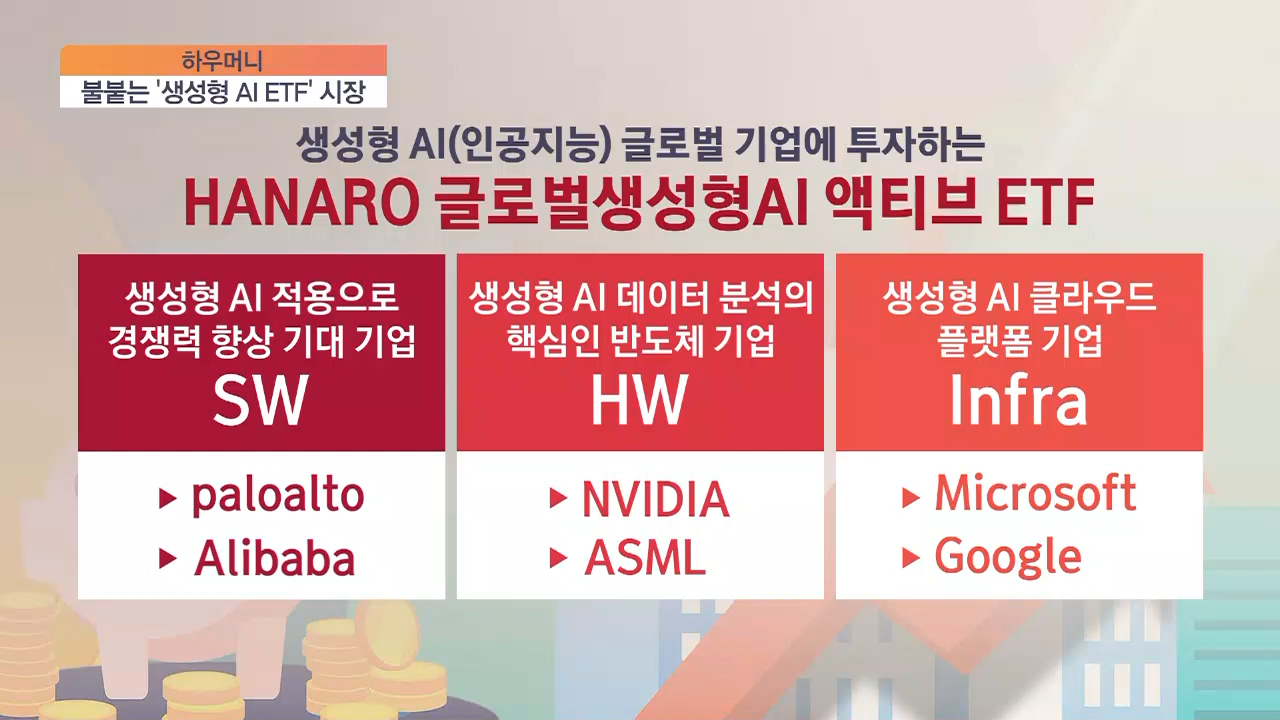 하우머니
불붙는 '생성형 AI ETF' 시장
생성형 AI(인공지능) 글로벌 기업에 투자하는
HANARO 글로벌생성형AI 액티브 ETF
생성형 AI 적용으로
경쟁력 향상 기대 기업
SW
▶ paloalto
▶ Alibaba
생성형 AI 데이터 분석의
핵심인 반도체 기업
HW
▶ NVIDIA
▶ ASML
생성형 AI 클라우드
플랫폼 기업
Infra
▶ Microsoft
▶ Google